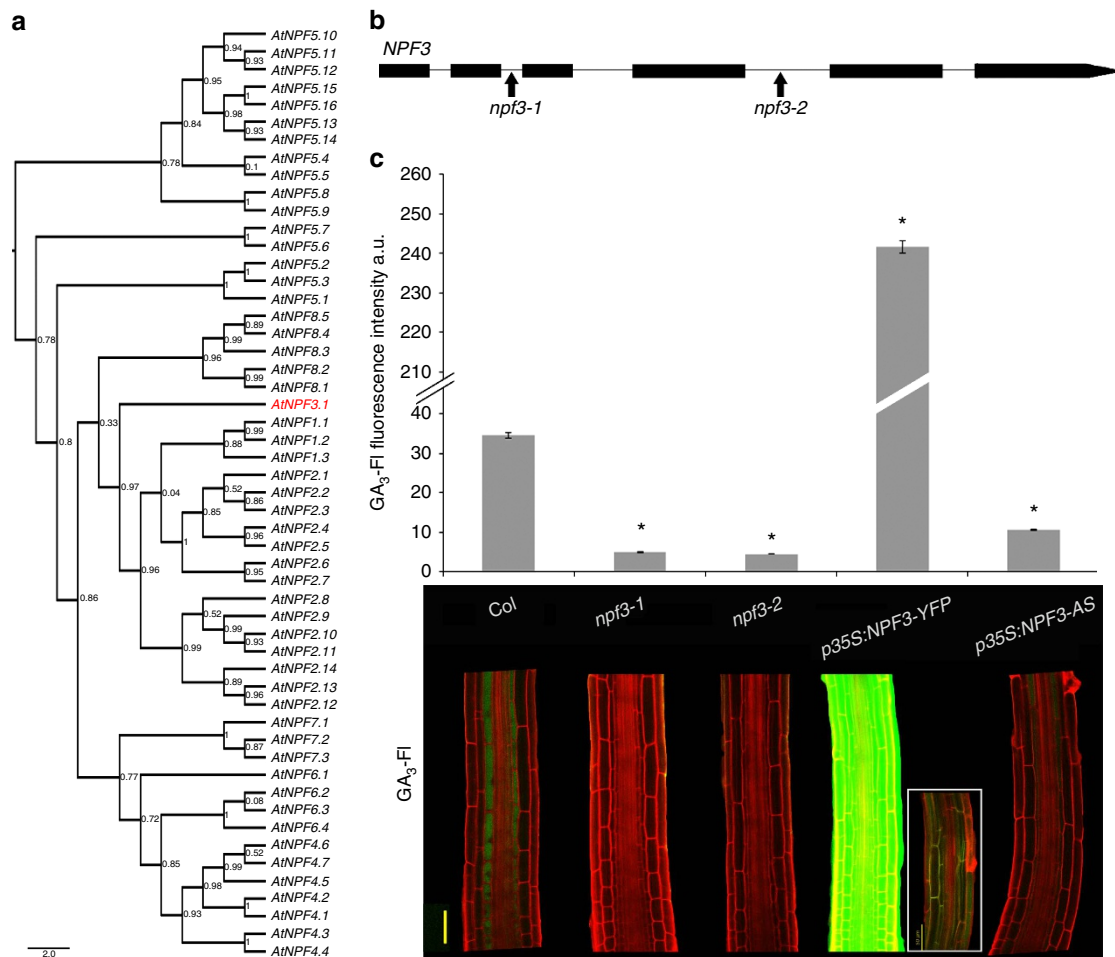 a
AtNPF5.10
0.94
AtNPF5.11
0.93
AtNPF5.12
0.95
AtNPF5.15
1
AtNPF5.16
0.98
AtNPF5.13
0.93
AtNPF5.14
0.84
AtNPF5.4
0.1
AtNPF5.5
0.78
AtNPF5.8
1
AtNPF5.9
AtNPF5.7
1
AtNPF5.6
AtNPF5.2
1
AtNPF5.3
1
AtNPF5.1
0.78
AtNPF8.5
0.89
AtNPF8.4
0.99
AtNPF8.3
0.96
AtNPF8.2
0.99
AtNPF8.1
AtNPF3.1
0.33
AtNPF1.1
0.99
AtNPF1.2
0.88
AtNPF1.3
0.8
AtNPF2.1
0.52
AtNPF2.2
0.86
AtNPF2.3
0.97
0.04
0.85
AtNPF2.4
0.96
AtNPF2.5
1
AtNPF2.6
0.95
AtNPF2.7
0.96
0.86
AtNPF2.8
0.52
AtNPF2.9
0.99
AtNPF2.10
0.93
AtNPF2.11
0.99
AtNPF2.14
0.89
AtNPF2.13
0.96
AtNPF2.12
AtNPF7.1
1
AtNPF7.2
0.87
AtNPF7.3
0.77
AtNPF6.1
AtNPF6.2
0.08
AtNPF6.3
1
AtNPF6.4
0.72
AtNPF4.6
0.52
AtNPF4.7
0.99
AtNPF4.5
0.85
0.98
AtNPF4.2
1
AtNPF4.1
0.93
AtNPF4.3
1
AtNPF4.4
2.0
b
NPF3
npf3-1
npf3-2
c
GA3-Fl fluorescence intensity a.u.
260
250
240
230
220
210
40
30
20
10
0
*
*
*
*
Col
npf3-1
npf3-2
p35S:NPF3-YFP
p35S:NPF3-AS
GA3-Fl